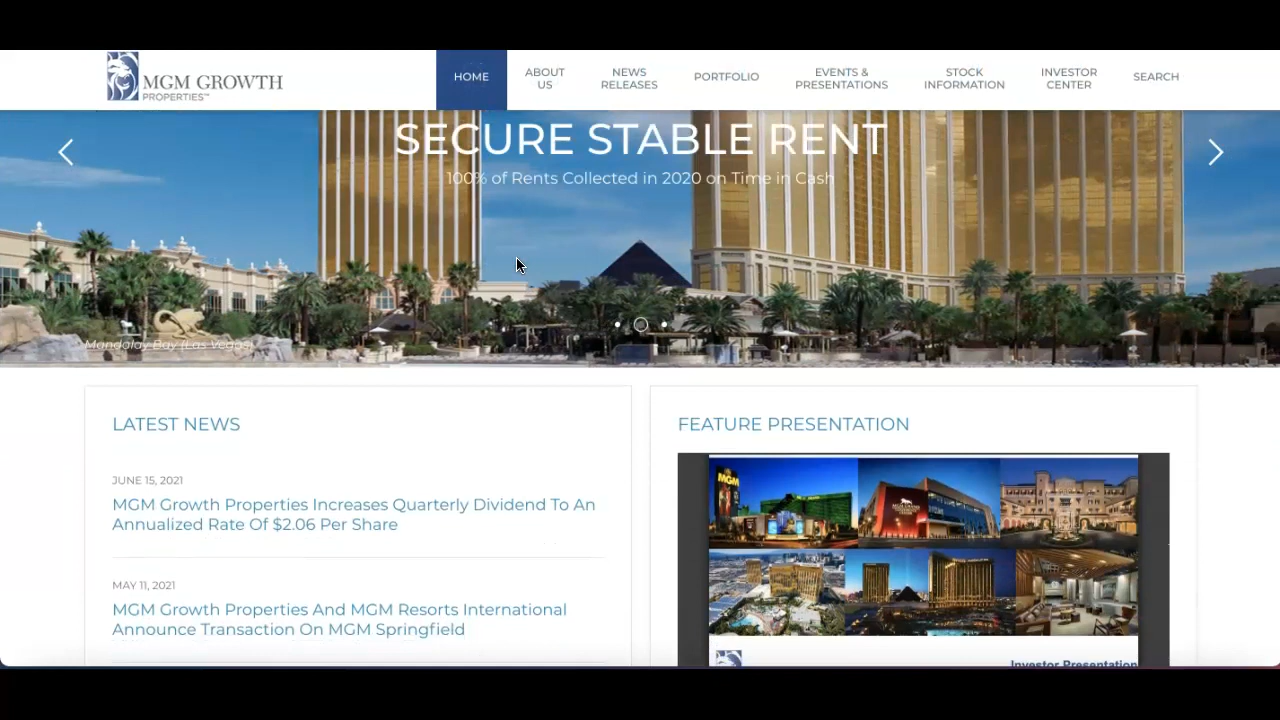 MGM GROWTH
PROPERTIES™
HOME
ABOUT
US
NEWS
RELEASES
PORTFOLIO
EVENTS &
PRESENTATIONS
STOCK
INFORMATION
INVESTOR
CENTER
SEARCH
SECURE STABLE RENT
100% of Rents Collected in 2020 on Time in Cash
Mandalay Bay (Las Vegas)
LATEST NEWS
JUNE 15, 2021
MGM Growth Properties Increases Quarterly Dividend To An
Annualized Rate Of $2.06 Per Share
MAY 11, 2021
MGM Growth Properties And MGM Resorts International
Announce Transaction On MGM Springfield
FEATURE PRESENTATION
MGM
Investor Presentation